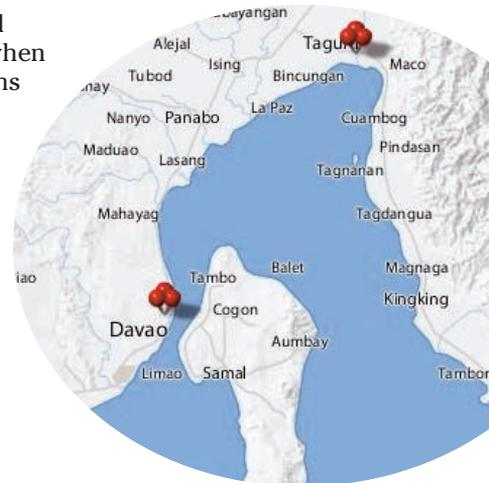 Alejal
Ising
Tubod
Bincungan
Maco
La Paz
Nanyo
Panabo
Cuambog
Maduao
Lasang
Pindasan
Tagnanan
Mahayag
Tagdangua
Tambo
Balet
Magnaga
Cogon
Kingking
Davao
Aumbay
Limao
Samal